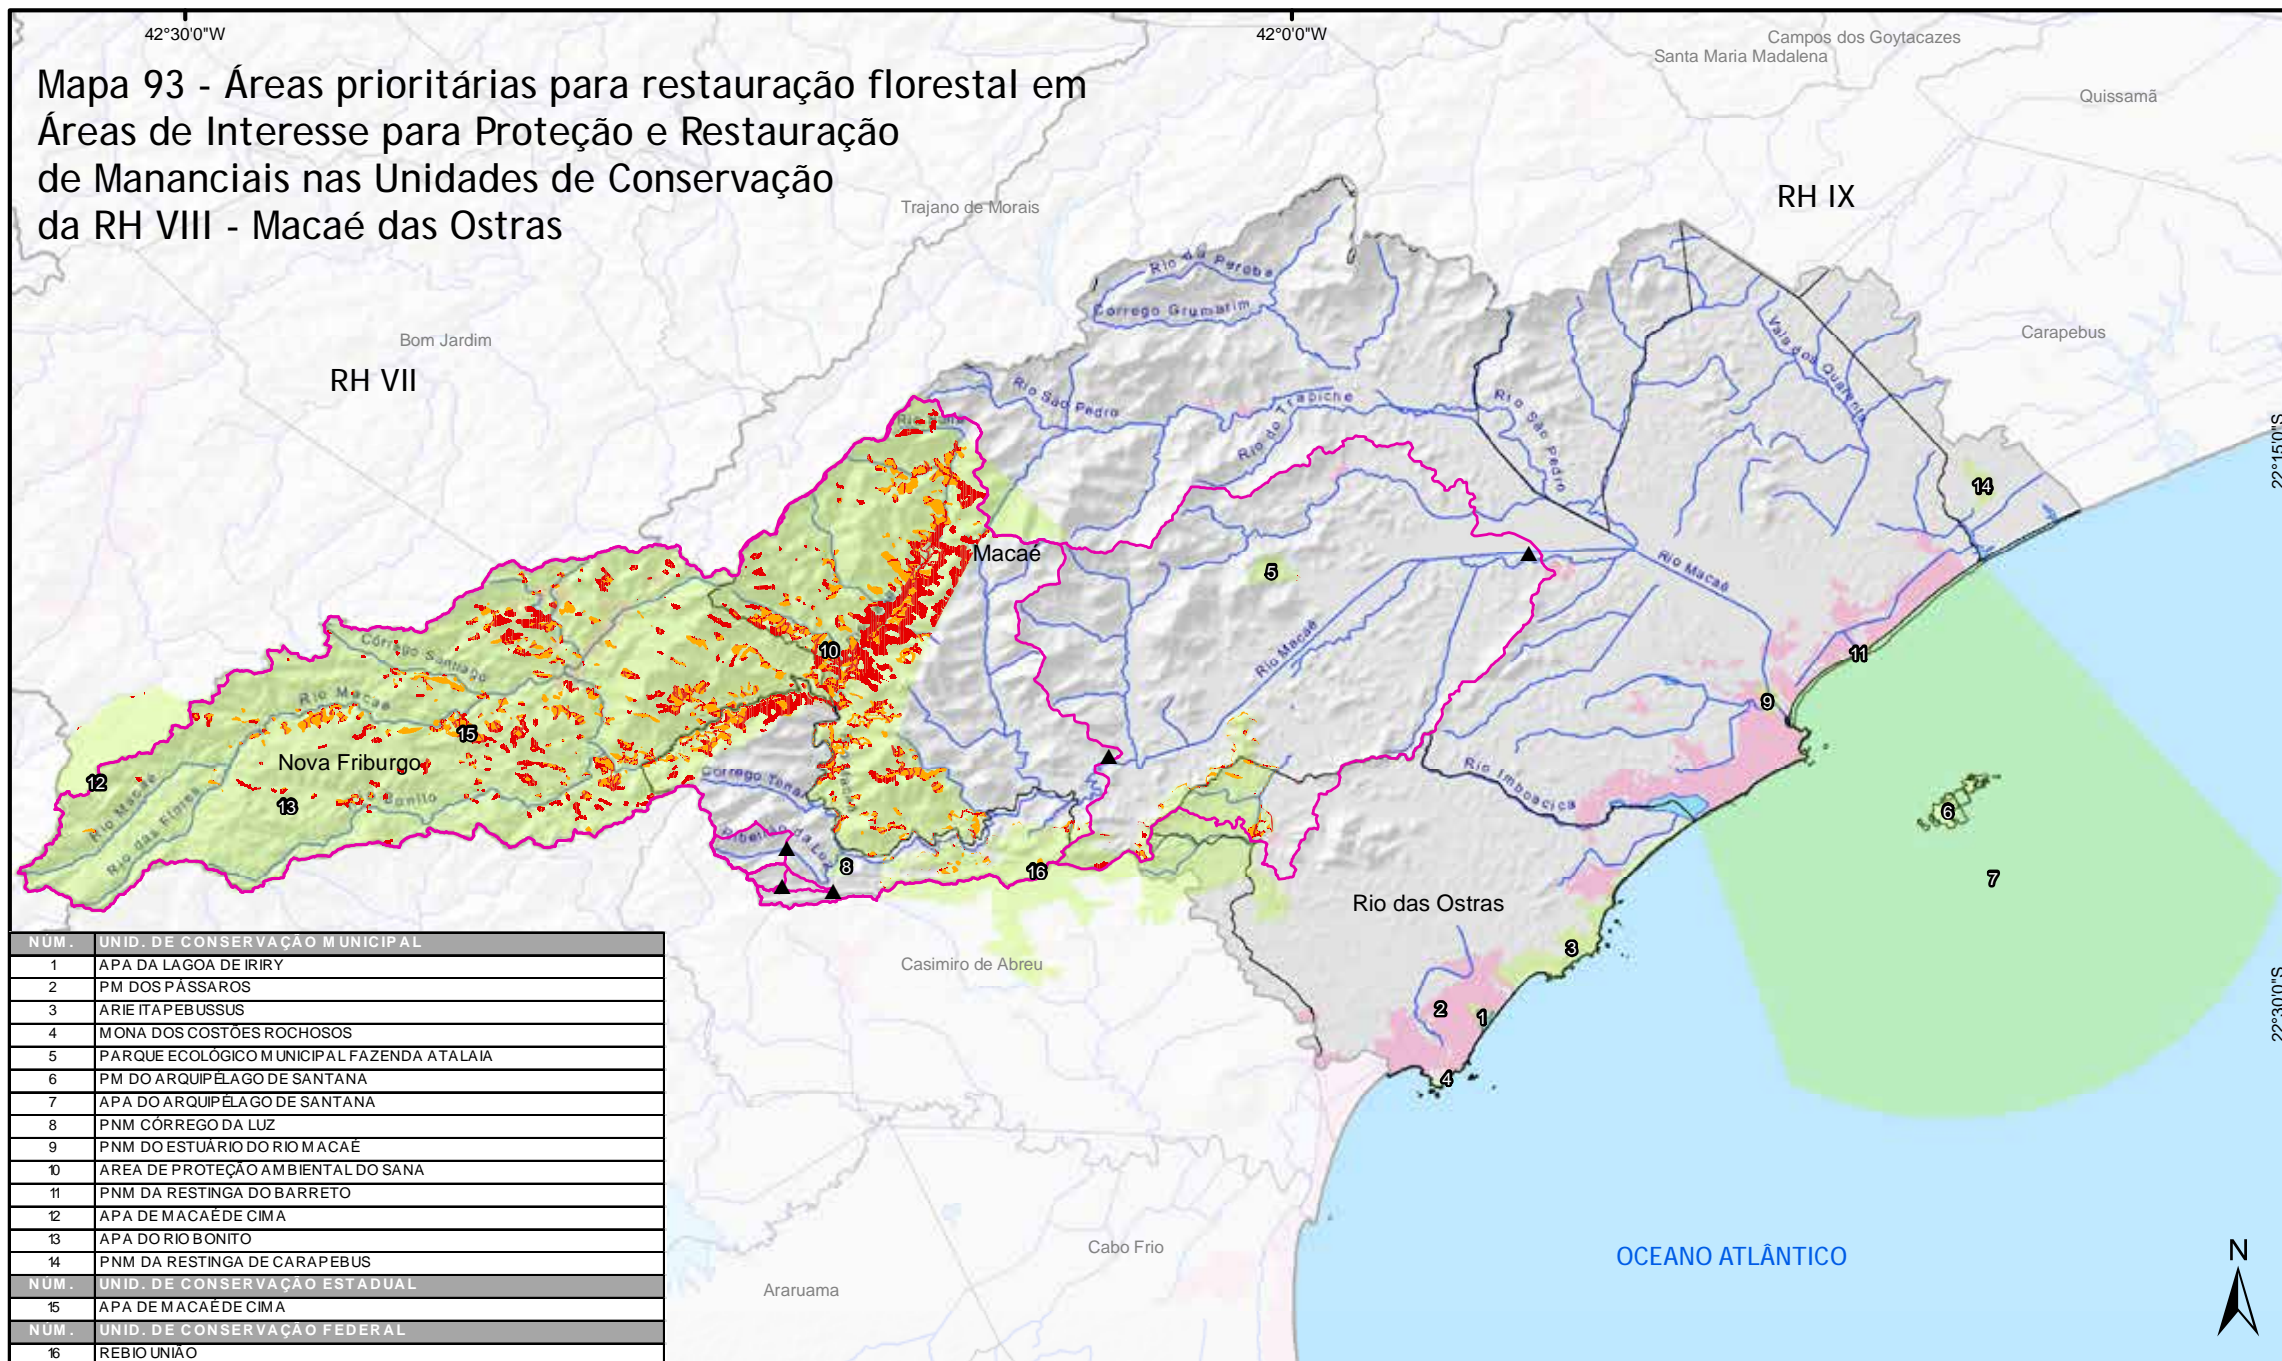 42°30'0"W
42°0'0"W
Mapa 93 - Áreas prioritárias para restauração florestal em
Áreas de Interesse para Proteção e Restauração
de Mananciais nas Unidades de Conservação
da RH VIII - Macaé das Ostras
Campos dos Goytacazes
Santa Maria Madalena
Quissamã
RH IX
Trajano de Morais
Rio da Peroba
Córrego Grumarim
Carapebus
Bom Jardim
RH VII
Vala dos Quarenta
Rio São Pedro
Rio do Trapiche
Rio São Pedro
22°15'0"S
14
Macaé
5
Rio Macaé
Rio Macaé
10
11
Córrego Santiago
Rio Macaé
9
15
Nova Friburgo
12
13
Bonito
Rio Macaé
Rio das Flores
Rio Imboacica
6
7
Ribeirão da Luz
8
16
Rio das Ostras
3
Casimiro de Abreu
2
1
22°30'0"S
4
Cabo Frio
Araruama
OCEANO ATLÂNTICO
N
NÚM. UNID. DE CONSERVAÇÃO MUNICIPAL
1 APA DA LAGOA DE IRIRY
2 PM DOS PÁSSAROS
3 ARIE ITAPEBUSSUS
4 MONA DOS COSTÕES ROCHOSOS
5 PARQUE ECOLÓGICO MUNICIPAL FAZENDA ATALAIA
6 PM DO ARQUIPÉLAGO DE SANTANA
7 APA DO ARQUIPÉLAGO DE SANTANA
8 PNM CÓRREGO DA LUZ
9 PNM DO ESTUÁRIO DO RIO MACAÉ
10 AREA DE PROTEÇÃO AMBIENTAL DO SANA
11 PNM DA RESTINGA DO BARRETO
12 APA DE MACAÉ DE CIMA
13 APA DO RIO BONITO
14 PNM DA RESTINGA DE CARAPEBUS
NÚM. UNID. DE CONSERVAÇÃO ESTADUAL
15 APA DE MACAÉ DE CIMA
NÚM. UNID. DE CONSERVAÇÃO FEDERAL
16 REBIO UNIÃO